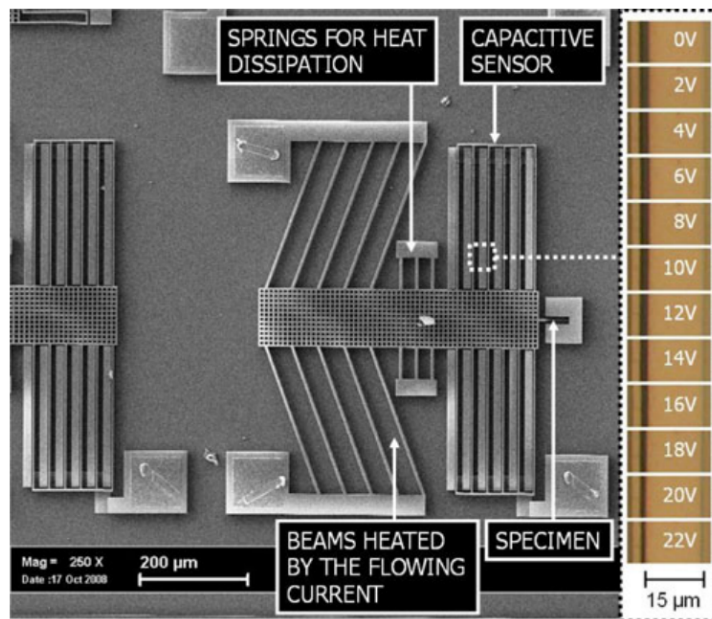 SPRINGS FOR HEAT
DISSIPATION
CAPACITIVE
SENSOR
0V
2V
4V
6V
8V
10V
12V
14V
16V
18V
20V
22V
15 µm
BEAMS HEATED
BY THE FLOWING
CURRENT
SPECIMEN
Mag = 250 X
Date :17 Oct 2008
200 µm